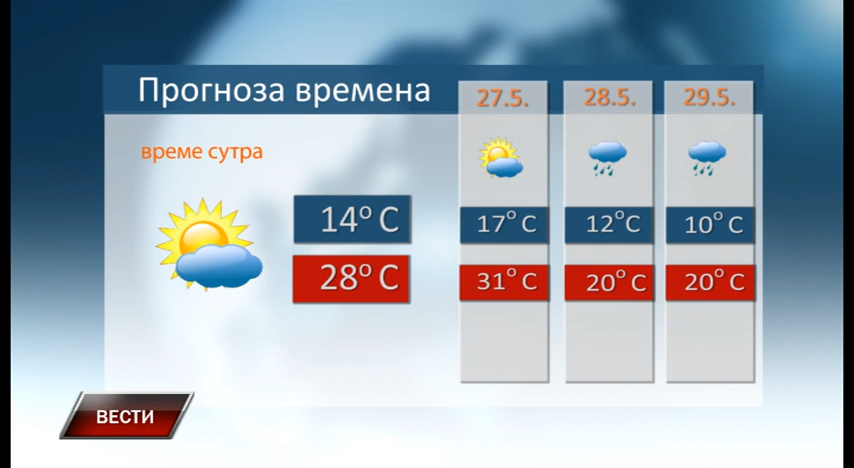 Прогноза времена
време сутра
14° C
28° C
27.5.
17° C
31° C
28.5.
12°C
20° C
29.5.
10° C
20° C
ВЕСТИ